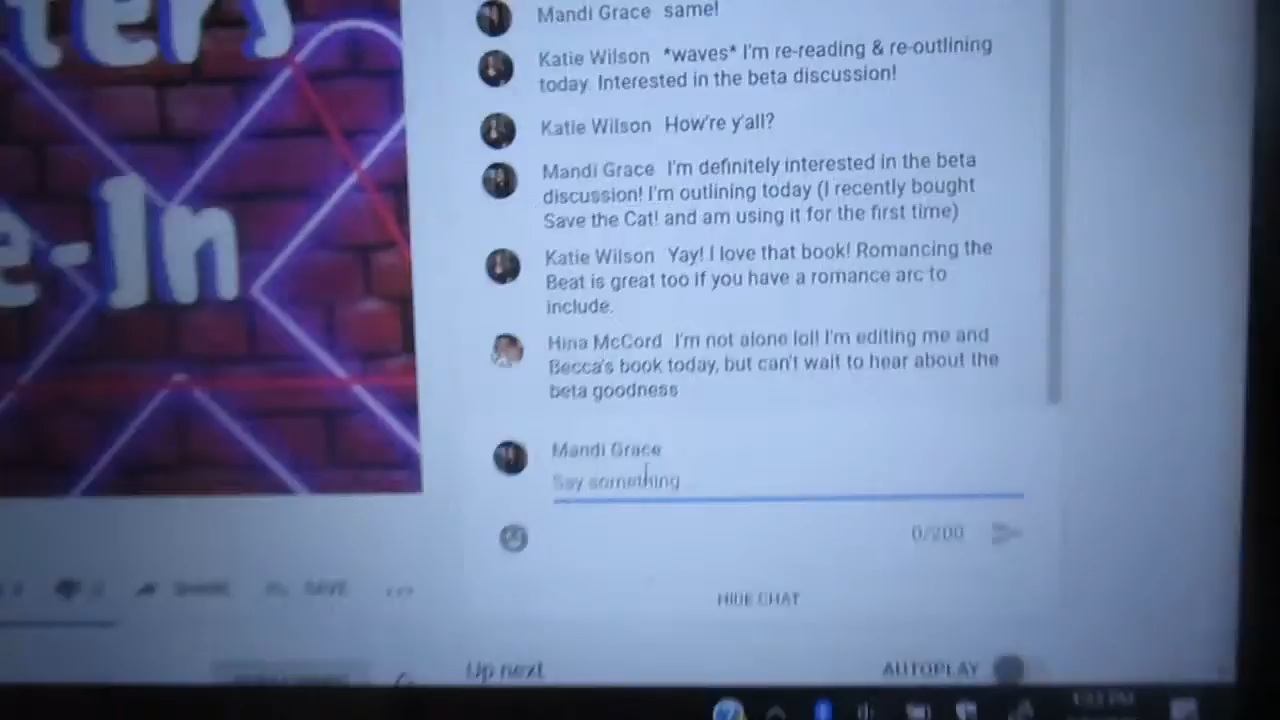 ters
Mandi Grace same!
Katie Wilson *waves* I'm re-reading & re-outlining
today. Interested in the beta discussion!
Katie Wilson How're y'all?
Mandi Grace I'm definitely interested in the beta
discussion! I'm outlining today (I recently bought
Save the Cat! and am using it for the first time)
e-In
Katie Wilson Yay! I love that book! Romancing the
Beat is great too if you have a romance arc to
include.
Hina McCord I'm not alone lol! I'm editing me and
Becca's book today, but can't wait to hear about the
beta goodness
Mandi Grace
Say something
0/200
SHARE SAVE
HIDE CHAT
Up next AUTOPLAY